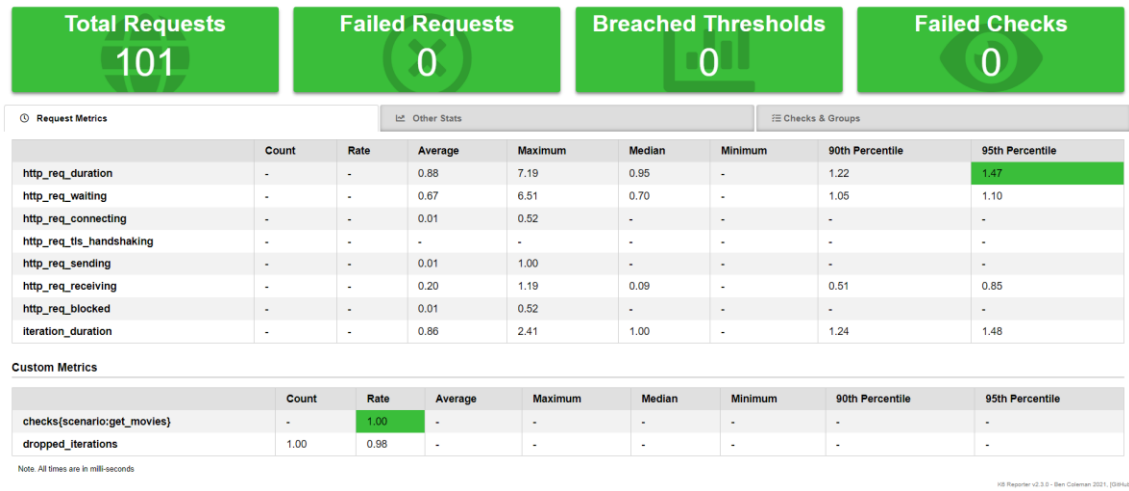 Total Requests Failed Requests Breached Thresholds Failed Checks
101 0 0 0
Request Metrics Other Stats Checks & Groups
Count Rate Average Maximum Median Minimum 90th Percentile 95th Percentile
http_req_duration - - 0.88 7.19 0.95 - 1.22 1.47
http_req_waiting - - 0.67 6.51 0.70 - 1.05 1.10
http_req_connecting - - 0.01 0.52 - - - -
http_req_tls_handshaking - - - - - - - -
http_req_sending - - 0.01 1.00 - - - -
http_req_receiving - - 0.20 1.19 0.09 - 0.51 0.85
http_req_blocked - - 0.01 0.52 - - - -
iteration_duration - - 0.86 2.41 1.00 - 1.24 1.48
Custom Metrics
Count Rate Average Maximum Median Minimum 90th Percentile 95th Percentile
checks{scenario:get_movies} - 1.00 - - - - - -
dropped_iterations 1.00 0.98 - - - - - -
Note. All times are in milli-seconds
K6 Reporter v2.3.0 - Ben Coleman 2021, [GitHub